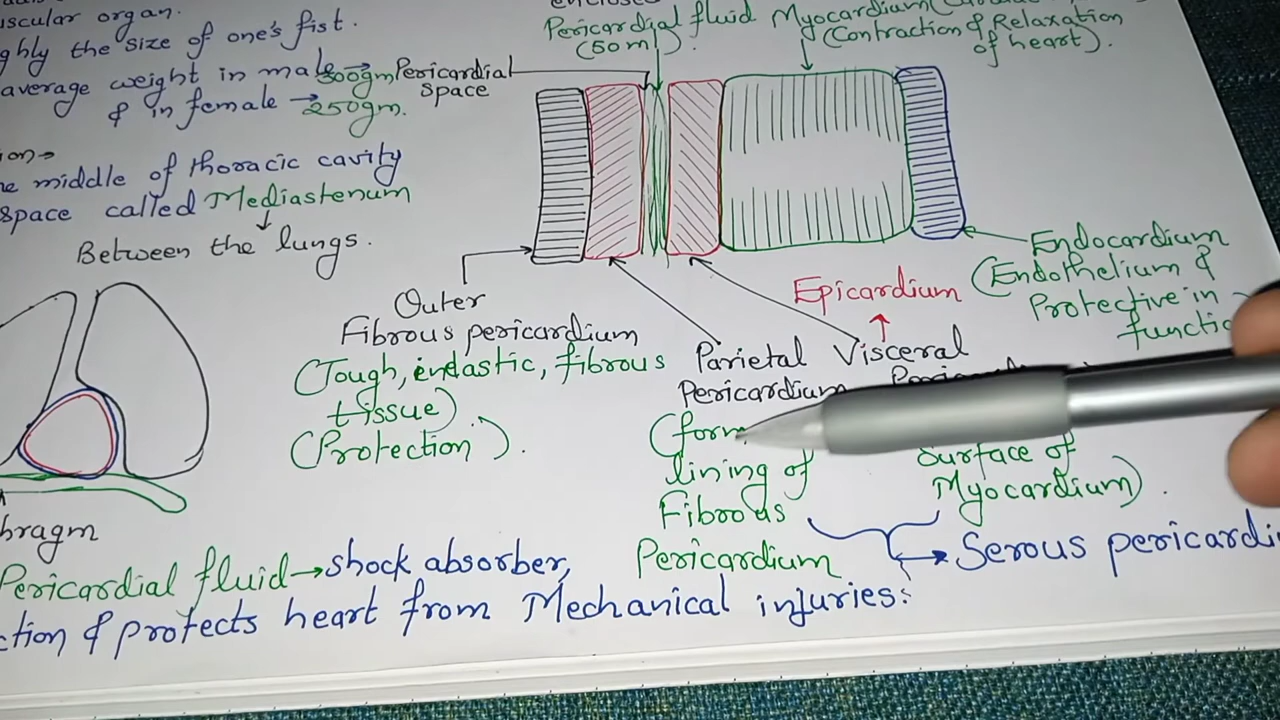 uscular organ.
ghly the size of one's fist.
average weight in male → 300gm,
& in female → 250gm.
ion →
e middle of thoracic cavity
space called Mediastenum
Between the lungs.
hragm
Pericardial fluid
(50ml).
Myocardium
(Contraction & Relaxation
of heart).
Pericardial
space
Outer
Fibrous pericardium
(Tough, inelastic, fibrous
tissue)
(Protection).
Parietal
Pericardium
(form
lining of
Fibrous
Pericardium
Epicardium
Visceral
surface of
Myocardium).
Endocardium
(Endothelium &
Protective in
functio
Serous pericardi
Pericardial fluid → shock absorber,
ction & protects heart from Mechanical injuries.